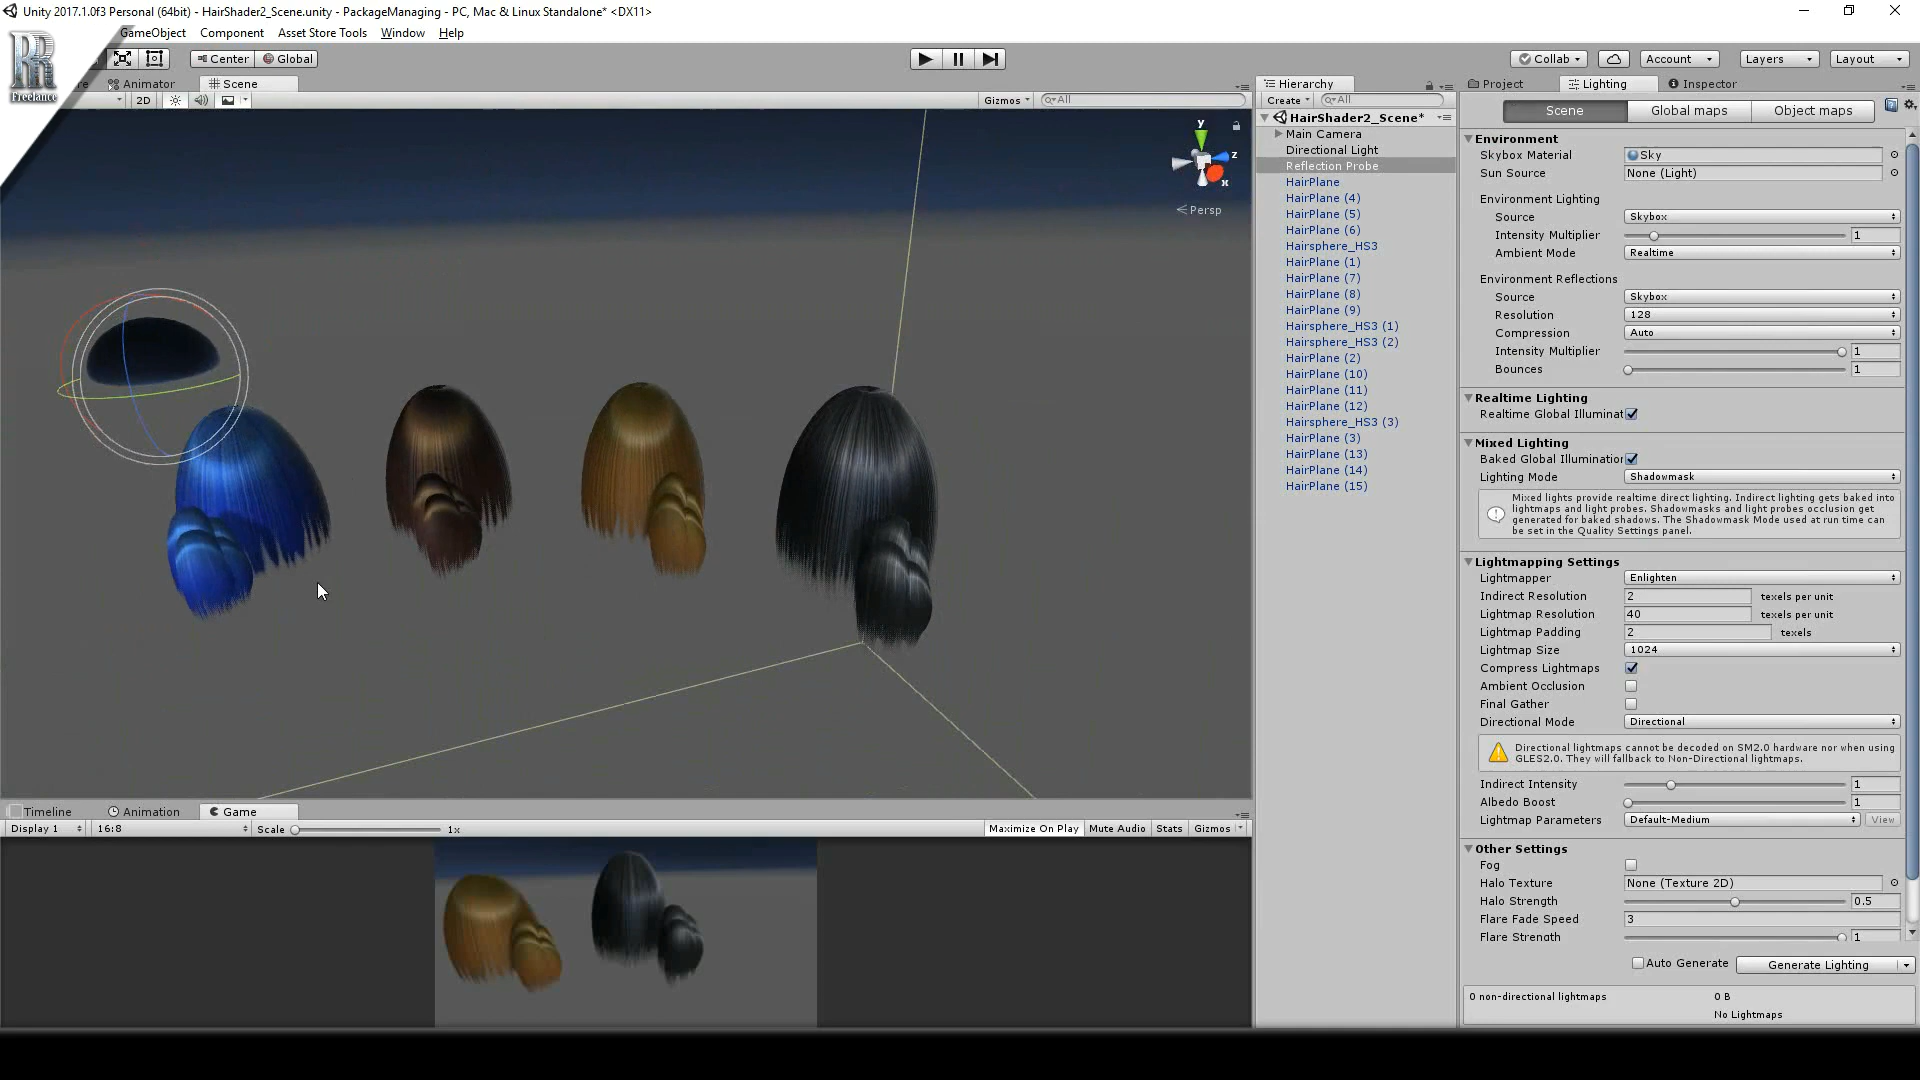 Unity 2017.1.0f3 Personal (64bit) - HairShader2_Scene.unity - PackageManaging - PC, Mac & Linux Standalone* <DX11>
GameObject Component Asset Store Tools Window Help
RR
Freelance
Center Global
Collab Account Layers Layout
Animator Scene
2D Gizmos All
y
z
x
Persp
Hierarchy
Create All
HairShader2_Scene*
Main Camera
Directional Light
Reflection Probe
HairPlane
HairPlane (4)
HairPlane (5)
HairPlane (6)
Hairsphere_HS3
HairPlane (1)
HairPlane (7)
HairPlane (8)
HairPlane (9)
Hairsphere_HS3 (1)
Hairsphere_HS3 (2)
HairPlane (2)
HairPlane (10)
HairPlane (11)
HairPlane (12)
Hairsphere_HS3 (3)
HairPlane (3)
HairPlane (13)
HairPlane (14)
HairPlane (15)
Project Lighting Inspector
Scene Global maps Object maps
Environment
Skybox Material Sky
Sun Source None (Light)
Environment Lighting
Source Skybox
Intensity Multiplier 1
Ambient Mode Realtime
Environment Reflections
Source Skybox
Resolution 128
Compression Auto
Intensity Multiplier 1
Bounces 1
Realtime Lighting
Realtime Global Illuminat
Mixed Lighting
Baked Global Illumination
Lighting Mode Shadowmask
Mixed lights provide realtime direct lighting. Indirect lighting gets baked into
lightmaps and light probes. Shadowmasks and light probes occlusion get
generated for baked shadows. The Shadowmask Mode used at run time can
be set in the Quality Settings panel.
Lightmapping Settings
Lightmapper Enlighten
Indirect Resolution 2 texels per unit
Lightmap Resolution 40 texels per unit
Lightmap Padding 2 texels
Lightmap Size 1024
Compress Lightmaps
Ambient Occlusion
Final Gather
Directional Mode Directional
Directional lightmaps cannot be decoded on SM2.0 hardware nor when using
GLES2.0. They will fallback to Non-Directional lightmaps.
Indirect Intensity 1
Albedo Boost 1
Lightmap Parameters Default-Medium View
Other Settings
Fog
Halo Texture None (Texture 2D)
Halo Strength 0.5
Flare Fade Speed 3
Flare Strength 1
Auto Generate Generate Lighting
0 non-directional lightmaps 0 B
No Lightmaps
Timeline Animation Game
Display 1 16:8 Scale 1x Maximize On Play Mute Audio Stats Gizmos